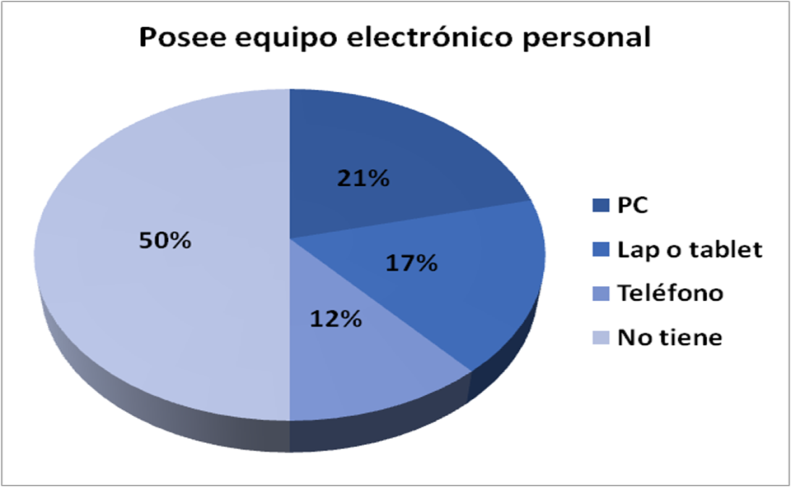 Posee equipo electrónico personal
21%
17%
12%
50%
PC
Lap o tablet
Teléfono
No tiene